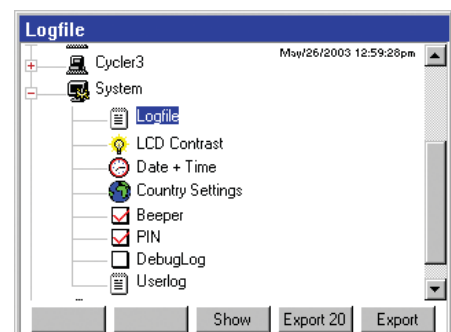 Logfile
May/26/2003 12:59:28pm
Cycler3
System
Logfile
LCD Contrast
Date + Time
Country Settings
Beeper
PIN
DebugLog
Userlog
Show Export 20 Export